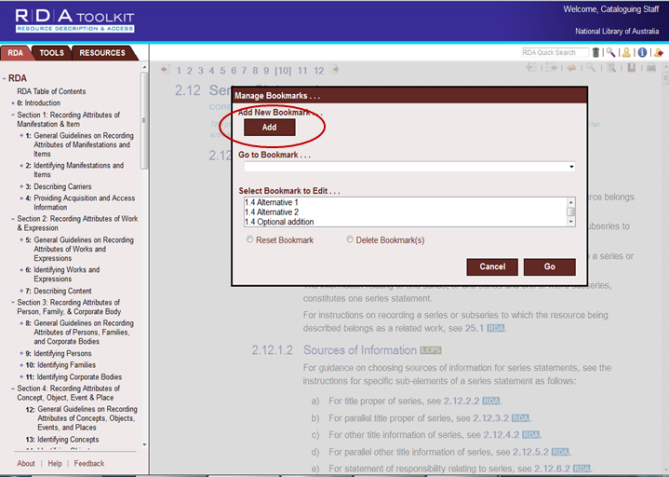 RDA TOOLKIT
RESOURCE DESCRIPTION & ACCESS
Welcome, Cataloguing Staff
National Library of Australia
RDA TOOLS RESOURCES
RDA Quick Search
RDA
RDA Table of Contents
0: Introduction
Section 1: Recording Attributes of
Manifestation & Item
1: General Guidelines on Recording
Attributes of Manifestations and
Items
2: Identifying Manifestations and
Items
3: Describing Carriers
4: Providing Acquisition and Access
Information
Section 2: Recording Attributes of Work
& Expression
5: General Guidelines on Recording
Attributes of Works and
Expressions
6: Identifying Works and
Expressions
7: Describing Content
Section 3: Recording Attributes of
Person, Family, & Corporate Body
8: General Guidelines on Recording
Attributes of Persons, Families,
and Corporate Bodies
9: Identifying Persons
10: Identifying Families
11: Identifying Corporate Bodies
Section 4: Recording Attributes of
Concept, Object, Event & Place
12: General Guidelines on Recording
Attributes of Concepts, Objects,
Events, and Places
13: Identifying Concepts
About | Help | Feedback
1 2 3 4 5 6 7 8 9 [10] 11 12
2.12
Manage Bookmarks . . .
Add New Bookmark . . .
Add
2.12
Go to Bookmark . . .
Select Bookmark to Edit . . .
1.4 Alternative 1
1.4 Alternative 2
1.4 Optional addition
Reset Bookmark Delete Bookmark(s)
Cancel Go
belongs
subseries to
a series or
constitutes one series statement.
For instructions on recording a series or subseries to which the resource being
described belongs as a related work, see 25.1 RDA.
2.12.1.2 Sources of Information LCPS
For guidance on choosing sources of information for series statements, see the
instructions for specific sub-elements of a series statement as follows:
a) For title proper of series, see 2.12.2.2 RDA.
b) For parallel title proper of series, see 2.12.3.2 RDA.
c) For other title information of series, see 2.12.4.2 RDA.
d) For parallel other title information of series, see 2.12.5.2 RDA.
e) For statement of responsibility relating to series, see 2.12.6.2 RDA.